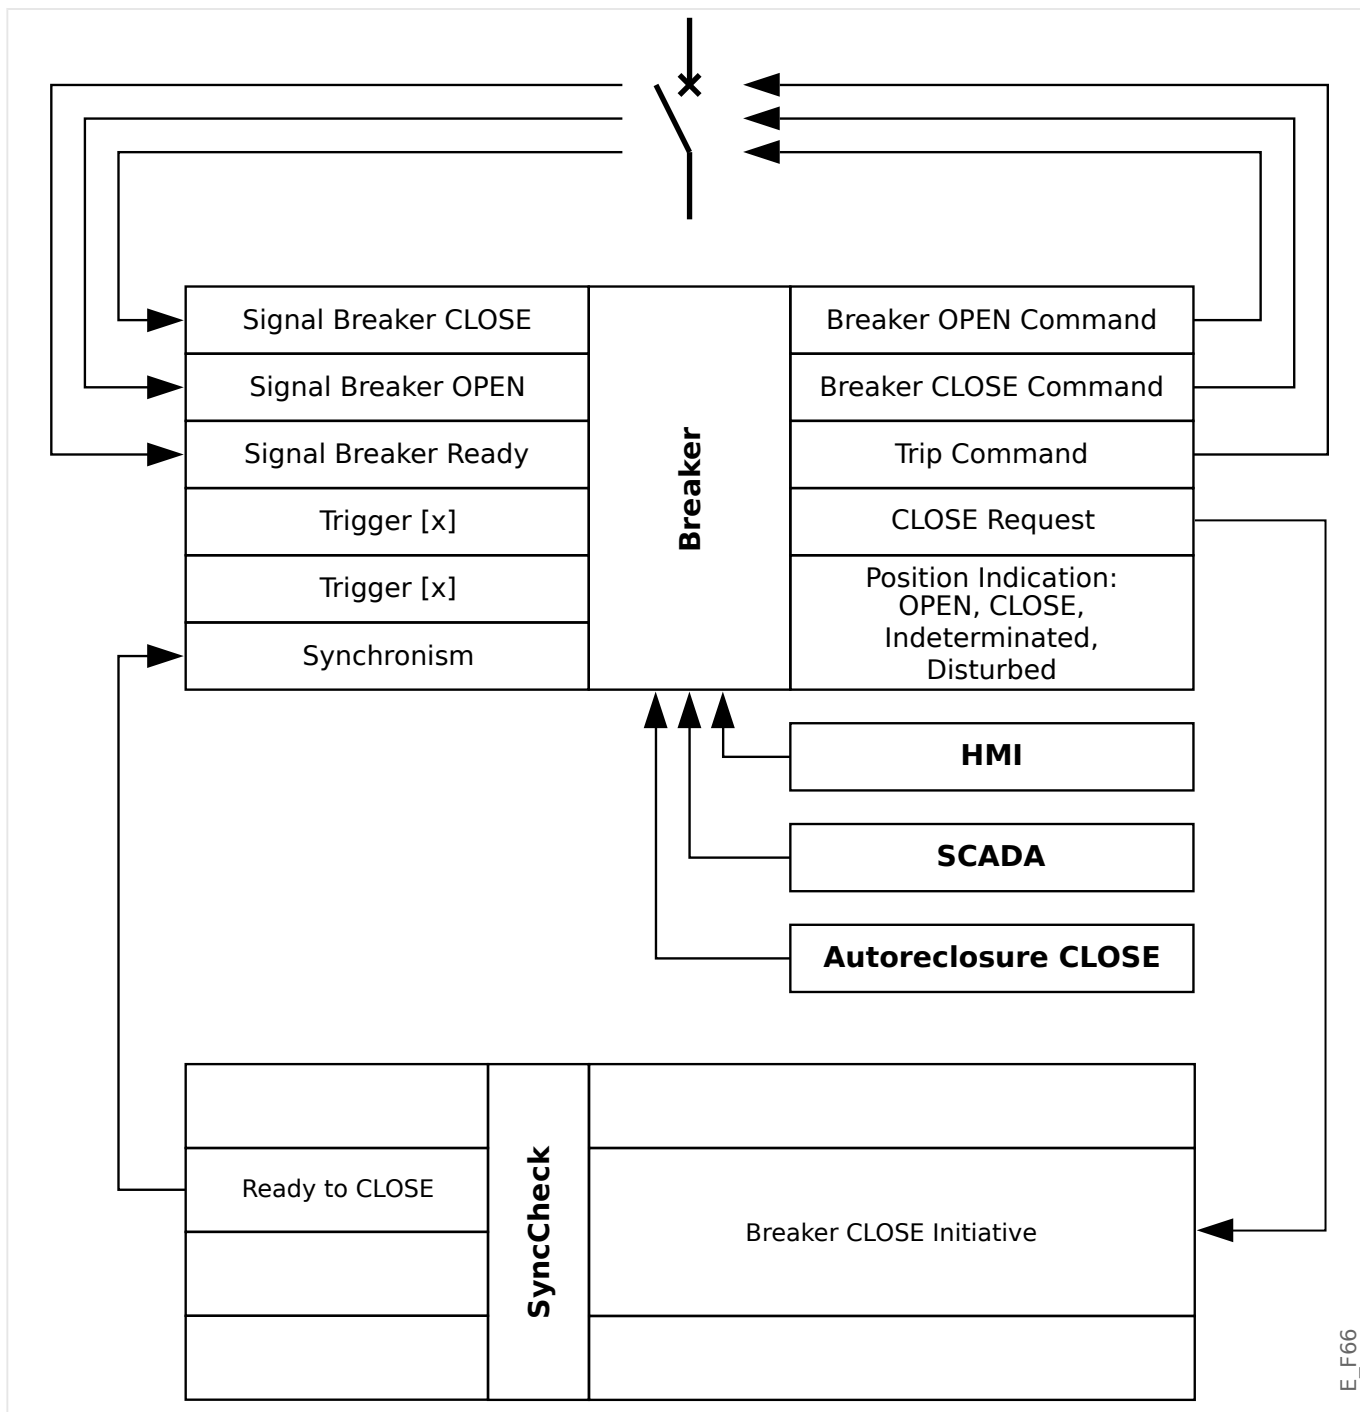 Signal Breaker CLOSE
Signal Breaker OPEN
Signal Breaker Ready
Trigger [x]
Trigger [x]
Synchronism
Breaker
Breaker OPEN Command
Breaker CLOSE Command
Trip Command
CLOSE Request
Position Indication:
OPEN, CLOSE,
Indeterminated,
Disturbed
HMI
SCADA
Autoreclosure CLOSE
Ready to CLOSE
SyncCheck
Breaker CLOSE Initiative
E_F66